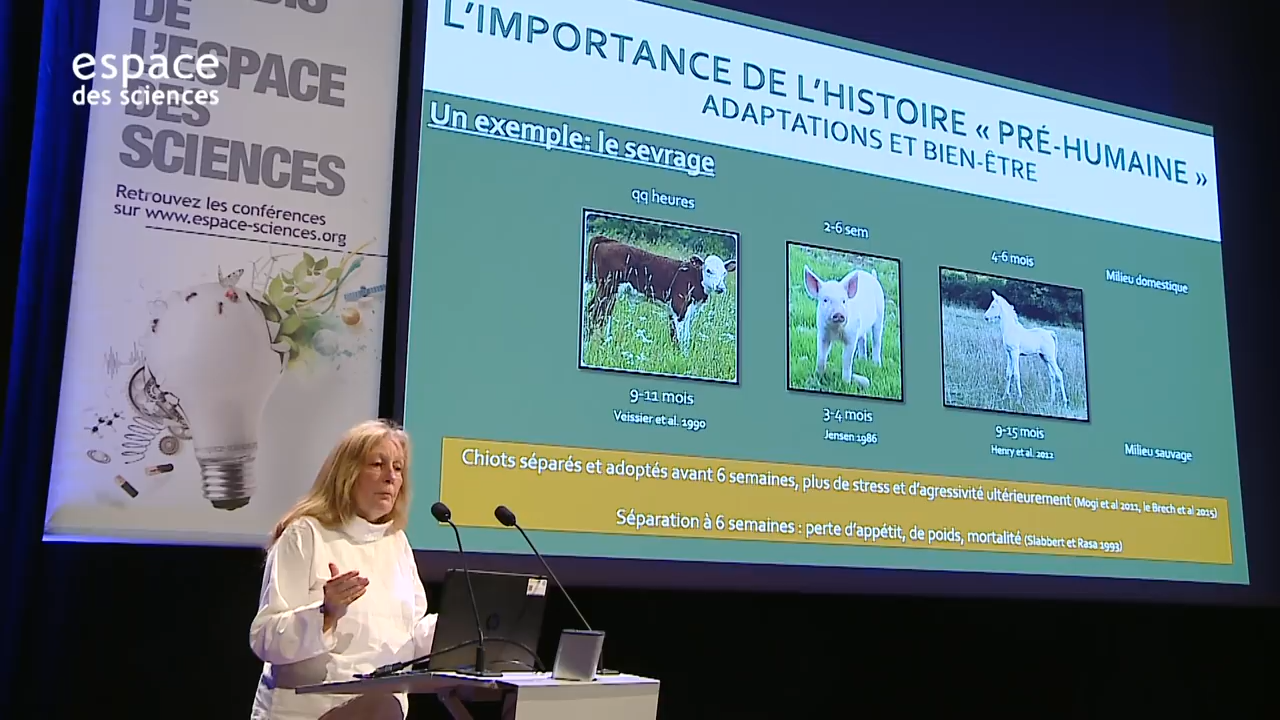 DE
L'ESPACE
DES
SCIENCES
espace
des sciences
Retrouvez les conférences
sur www.espace-sciences.org
L'IMPORTANCE DE L'HISTOIRE « PRÉ-HUMAINE »
ADAPTATIONS ET BIEN-ÊTRE
Un exemple: le sevrage
qq heures
2-6 sem
4-6 mois
Milieu domestique
9-11 mois
Veissier et al. 1990
3-4 mois
Jensen 1986
9-15 mois
Henry et al. 2012
Milieu sauvage
Chiots séparés et adoptés avant 6 semaines, plus de stress et d'agressivité ultérieurement (Mogi et al 2011, le Brech et al 2015)
Séparation à 6 semaines : perte d'appétit, de poids, mortalité (Slabbert et Rasa 1993)